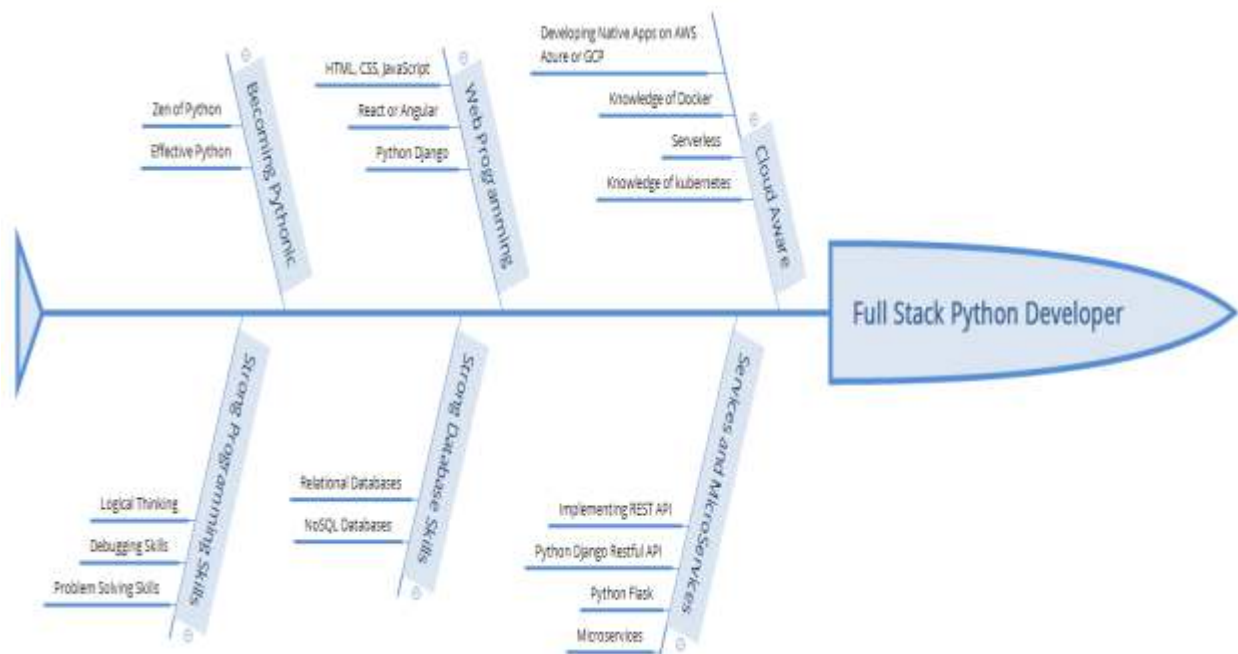 Developing Native Apps on AWS
Azure or GCP
Knowledge of Docker
Serverless
Knowledge of kubernetes
Cloud Aware
HTML, CSS, JavaScript
React or Angular
Python Django
Web Programming
Zen of Python
Effective Python
Becoming Pythonic
Full Stack Python Developer
Strong Programming Skills
Logical Thinking
Debugging Skills
Problem Solving Skills
Strong Database Skills
Relational Databases
NoSQL Databases
Services and MicroServices
Implementing REST API
Python Django Restful API
Python Flask
Microservices